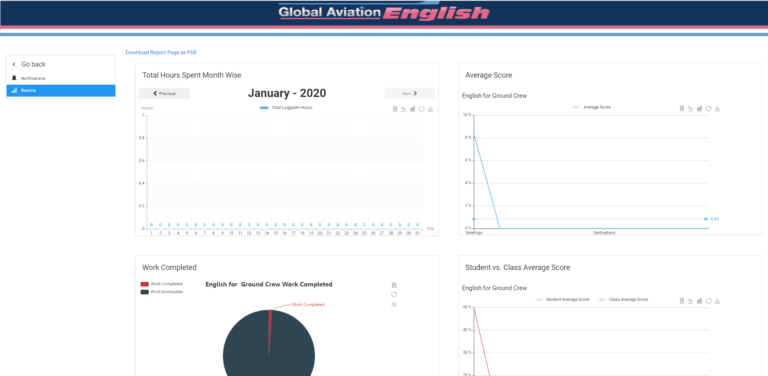 Global Aviation English
Download Report Page as PDF
Go back
Notifications
Reports
Total Hours Spent Month Wise
Previous
January - 2020
Next
Hours
Total LoggedIn Hours
1
0.8
0.6
0.4
0.2
0
0 0 0 0 0 0 0 0 0 0 0 0 0 0 0 0 0 0 0 0 0 0 0 0 0 0 0 0 0 0 0
Day
1 2 3 4 5 6 7 8 9 10 11 12 13 14 15 16 17 18 19 20 21 22 23 24 25 26 27 28 29 30 31
Average Score
English for Ground Crew
Average Score
10 %
8 %
6 %
4 %
2 %
0 %
Greetings
Destinations
Work Completed
Work Completed
Work Incomplete
English for Ground Crew Work Completed
Work Completed
Student vs. Class Average Score
English for Ground Crew
Student Average Score
Class Average Score
50 %
40 %
30 %